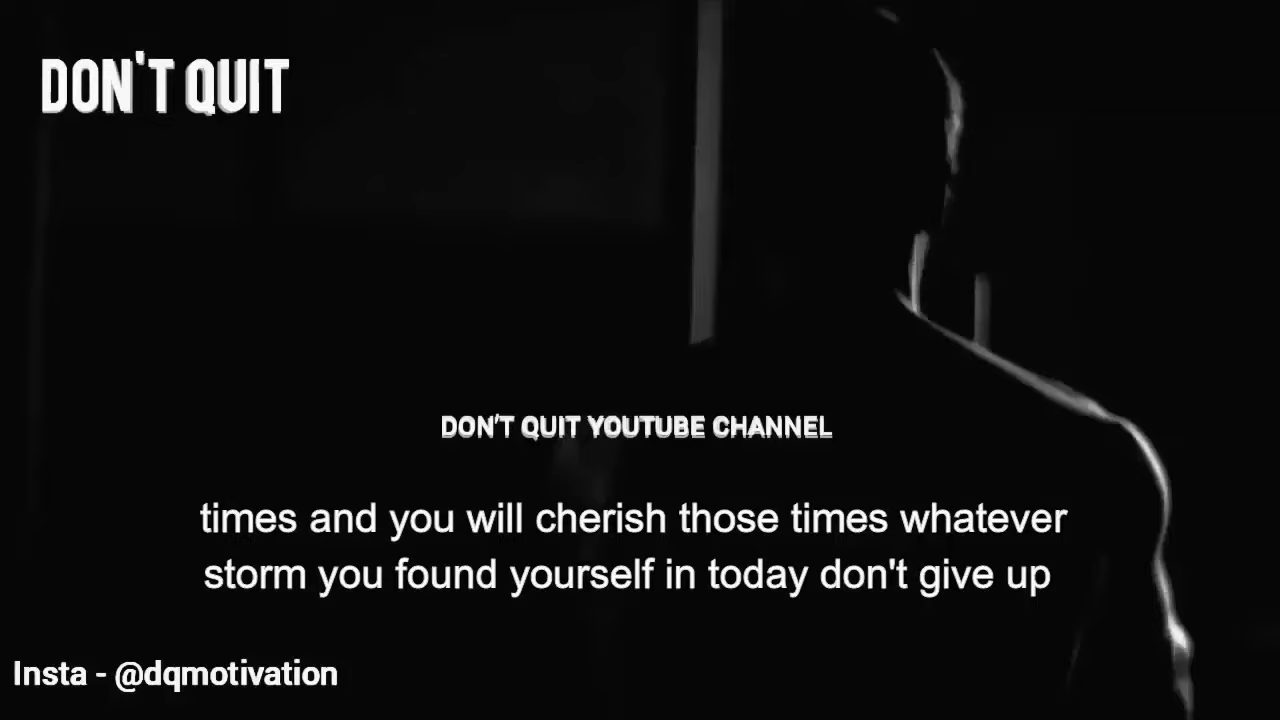 DON'T QUIT
DON'T QUIT YOUTUBE CHANNEL
times and you will cherish those times whatever
storm you found yourself in today don't give up
Insta - @dqmotivation